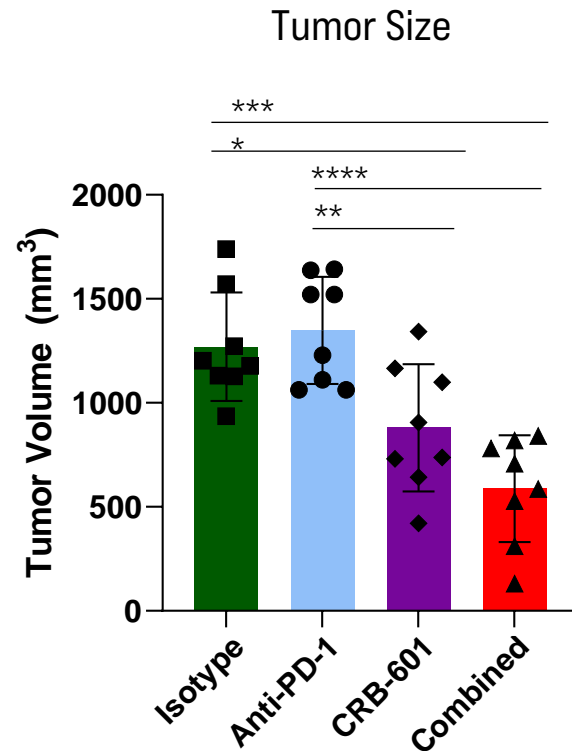 Tumor Size
***
*
****
**
Tumor Volume (mm³)
2000
1500
1000
500
0
Isotype
Anti-PD-1
CRB-601
Combined